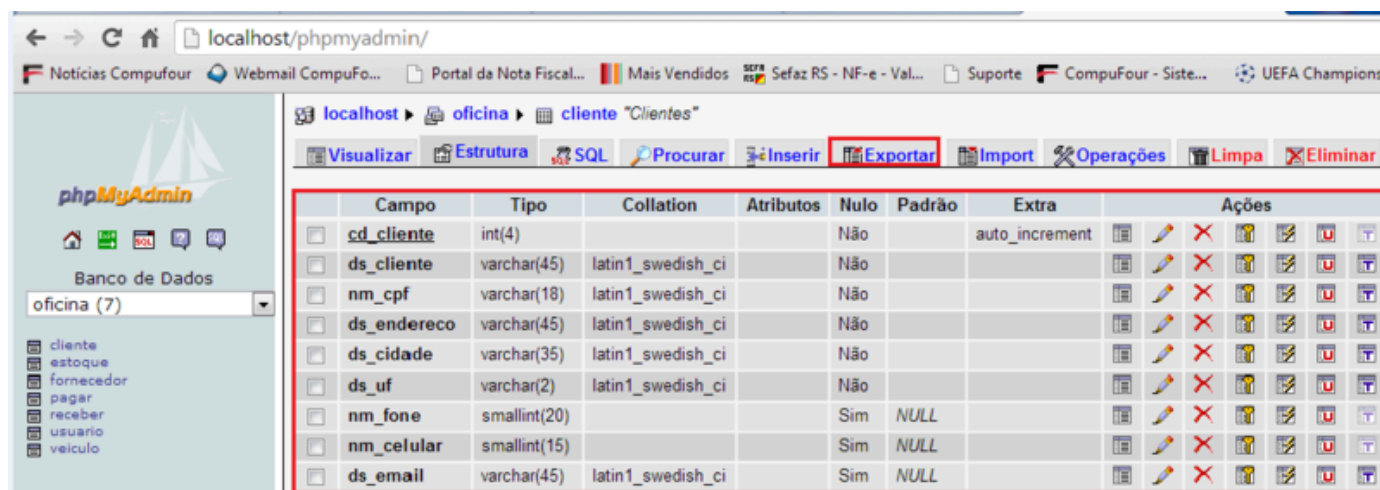 localhost/phpmyadmin/
Notícias Compufour Webmail CompuFo... Portal da Nota Fiscal... Mais Vendidos Sefaz RS - NF-e - Val... Suporte CompuFour - Siste... UEFA Champions
phpMyAdmin
SQL
Banco de Dados
oficina (7)
cliente
estoque
fornecedor
pagar
receber
usuario
veiculo
localhost oficina cliente "Clientes"
Visualizar Estrutura SQL Procurar Inserir Exportar Import Operações Limpa Eliminar
Campo Tipo Collation Atributos Nulo Padrão Extra Ações
cd_cliente int(4) Não auto_increment
ds_cliente varchar(45) latin1_swedish_ci Não
nm_cpf varchar(18) latin1_swedish_ci Não
ds_endereco varchar(45) latin1_swedish_ci Não
ds_cidade varchar(35) latin1_swedish_ci Não
ds_uf varchar(2) latin1_swedish_ci Não
nm_fone smallint(20) Sim NULL
nm_celular smallint(15) Sim NULL
ds_email varchar(45) latin1_swedish_ci Sim NULL